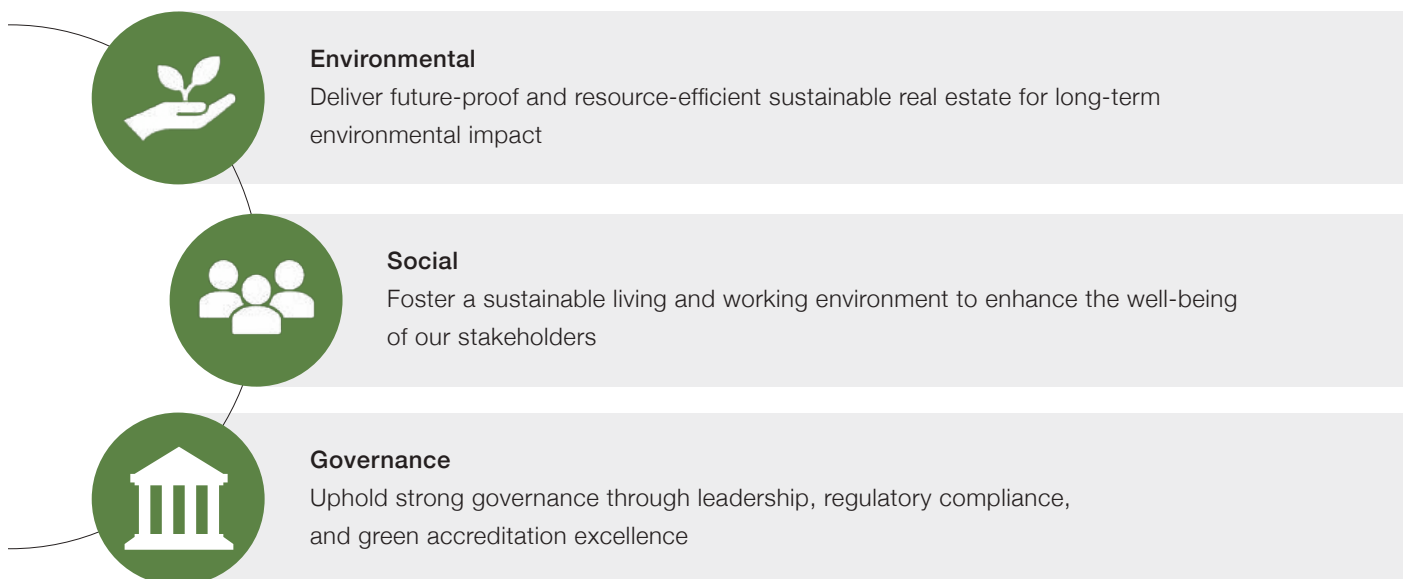 Environmental
Deliver future-proof and resource-efficient sustainable real estate for long-term
environmental impact
Social
Foster a sustainable living and working environment to enhance the well-being
of our stakeholders
Governance
Uphold strong governance through leadership, regulatory compliance,
and green accreditation excellence